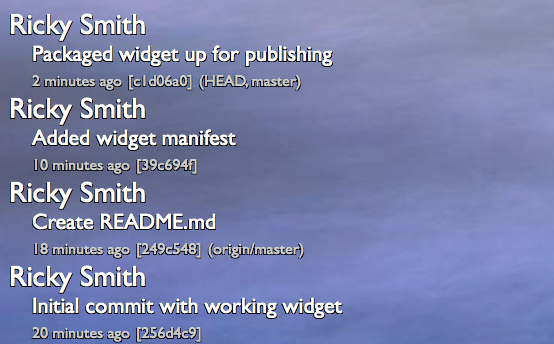 Ricky Smith
Packaged widget up for publishing
2 minutes ago [c1d06a0] (HEAD, master)
Ricky Smith
Added widget manifest
10 minutes ago [39c694f]
Ricky Smith
Create README.md
18 minutes ago [249c548] (origin/master)
Ricky Smith
Initial commit with working widget
20 minutes ago [256d4c9]